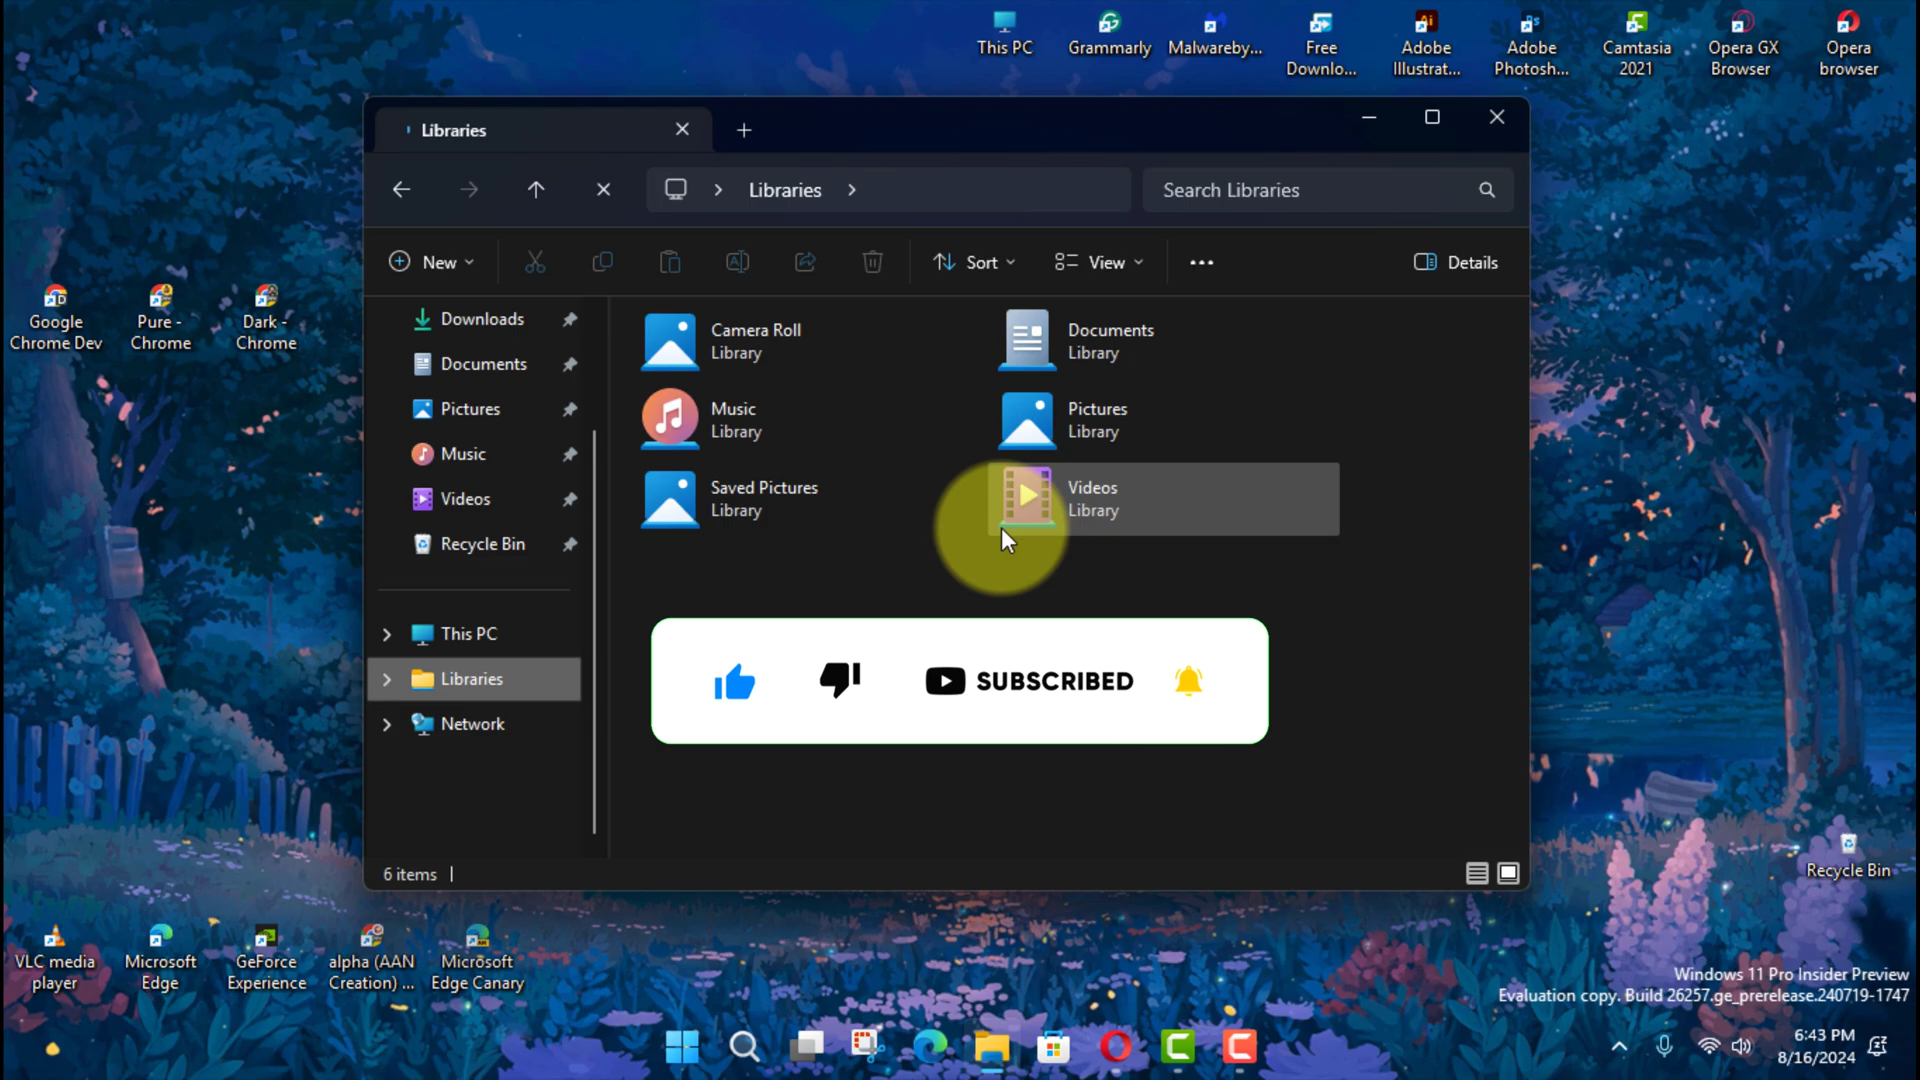 This PC
Grammarly
Malwareby...
Free
Downlo...
Adobe
Illustrat...
Adobe
Photosh...
Camtasia
2021
Opera GX
Browser
Opera
browser
Libraries
Libraries
Search Libraries
New
Sort
View
Details
Google
Chrome Dev
Pure -
Chrome
Dark -
Chrome
Downloads
Documents
Pictures
Music
Videos
Recycle Bin
This PC
Libraries
Network
Camera Roll
Library
Documents
Library
Music
Library
Pictures
Library
Saved Pictures
Library
Videos
Library
SUBSCRIBED
6 items
Recycle Bin
VLC media
player
Microsoft
Edge
GeForce
Experience
alpha (AAN
Creation) ...
Microsoft
Edge Canary
Windows 11 Pro Insider Preview
Evaluation copy. Build 26257.ge_prerelease.240719-1747
6:43 PM
8/16/2024